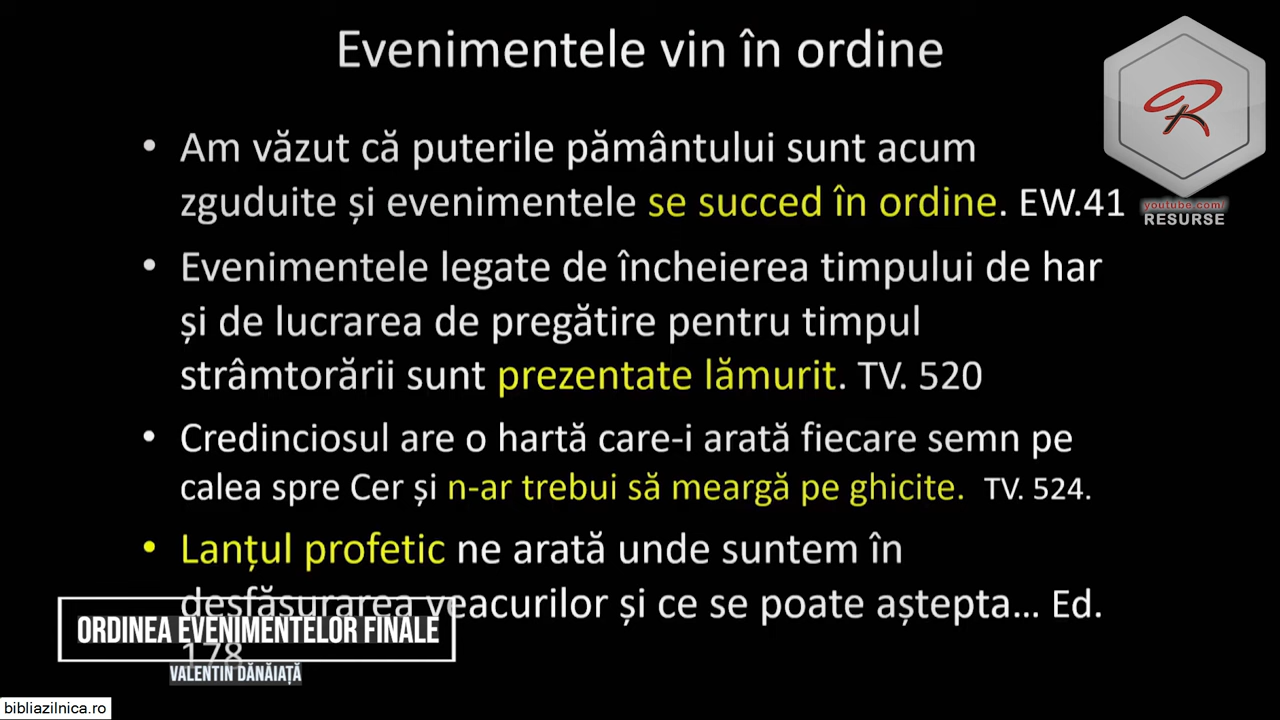 Evenimentele vin în ordine
• Am văzut că puterile pământului sunt acum
zguduite și evenimentele se succed în ordine. EW.41
• Evenimentele legate de încheierea timpului de har
și de lucrarea de pregătire pentru timpul
strâmtorării sunt prezentate lămurit. TV. 520
• Credinciosul are o hartă care-i arată fiecare semn pe
calea spre Cer și n-ar trebui să meargă pe ghicite. TV. 524.
• Lanțul profetic ne arată unde suntem în
desfășurarea veacurilor și ce se poate aștepta... Ed.
178
ORDINEA EVENIMENTELOR FINALE
VALENTIN DĂNĂIAȚĂ
bibliazilnica.ro
R
youtube.com/
RESURSE